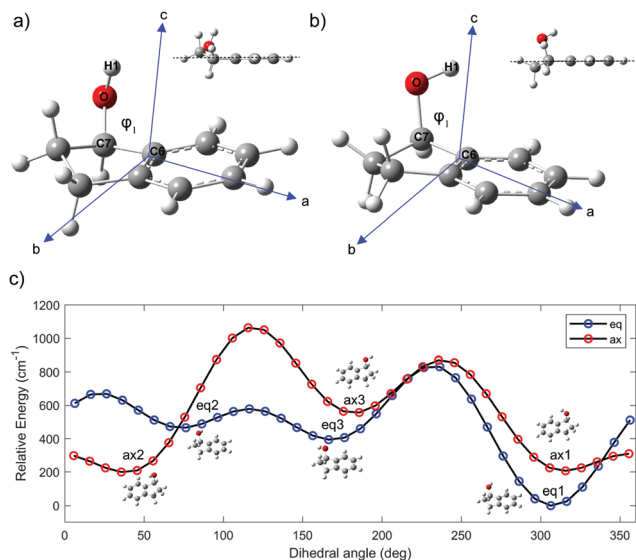 a)
c
H1
O
φ₁
C7
C6
a
b
b)
c
H1
O
φ₁
C7
C6
a
b
c)
Relative Energy (cm⁻¹)
1200
1000
800
600
400
200
0
eq
ax
ax2
eq2
ax3
eq3
ax1
eq1
0 50 100 150 200 250 300 350
Dihedral angle (deg)